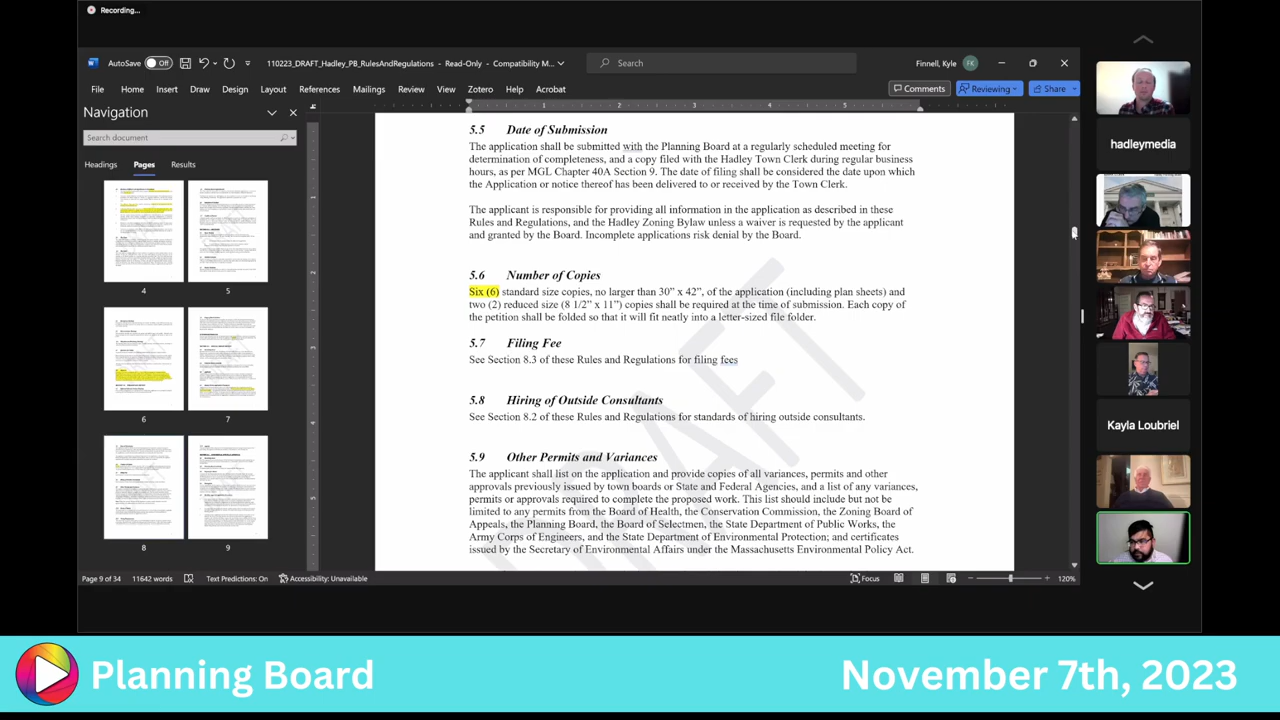 Recording...
AutoSave Off 110223_DRAFT_Hadley_PB_RulesAndRegulations - Read-Only - Compatibility M... Search Finnell, Kyle FK
File Home Insert Draw Design Layout References Mailings Review View Zotero Help Acrobat Comments Reviewing Share
Navigation
Search document
Headings Pages Results
4 5
6 7
8 9
5.5 Date of Submission
The application shall be submitted with the Planning Board at a regularly scheduled meeting for
determination of completeness, and a copy filed with the Hadley Town Clerk during regular business
hours, as per MGL Chapter 40A Section 9. The date of filing shall be considered the date upon which
the Application or notice thereof has been delivered to or received by the Town Clerk.
The applicant is responsible for including all information in the application as defined in these
Rules and Regulations and/or Hadley Zoning Bylaw unless a waiver is requested by the applicant
and granted by the Board. Incomplete applications risk denial by the Board.
5.6 Number of Copies
Six (6) standard size copies, no larger than 30” x 42”, of the application (including plan sheets) and
two (2) reduced size (8 1/2” x 11”) copies shall be required at the time of submission. Each copy of
the petition shall be folded so that it will fit neatly into a letter-sized file folder.
5.7 Filing Fee
See Section 8.3 of these Rules and Regulations for filing fees
5.8 Hiring of Outside Consultants
See Section 8.2 of these Rules and Regulations for standards of hiring outside consultants.
5.9 Other Permits and Variances
The applicant shall list on the application and provide copies of all variances, permits and other
approvals previously issued by town boards or State and Federal Agencies, and a list of any variances,
permits or approvals required to complete the proposed work. This list should include but not be
limited to any permits from the Board of Health, the Conservation Commission, the Zoning Board of
Appeals, the Planning Board, the Board of Selectmen, the State Department of Public Works, the
Army Corps of Engineers, and the State Department of Environmental Protection; and certificates
issued by the Secretary of Environmental Affairs under the Massachusetts Environmental Policy Act.
Page 9 of 34 11642 words Text Predictions: On Accessibility: Unavailable Focus 120%
hadleymedia
Kayla Loubriel
Planning Board November 7th, 2023